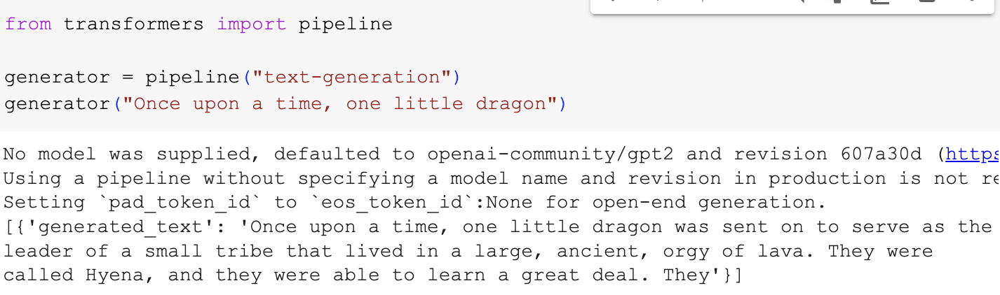 from transformers import pipeline
generator = pipeline("text-generation")
generator("Once upon a time, one little dragon")
No model was supplied, defaulted to openai-community/gpt2 and revision 607a30d (https
Using a pipeline without specifying a model name and revision in production is not re
Setting `pad_token_id` to `eos_token_id`:None for open-end generation.
[{'generated_text': 'Once upon a time, one little dragon was sent on to serve as the
leader of a small tribe that lived in a large, ancient, orgy of lava. They were
called Hyena, and they were able to learn a great deal. They'}]